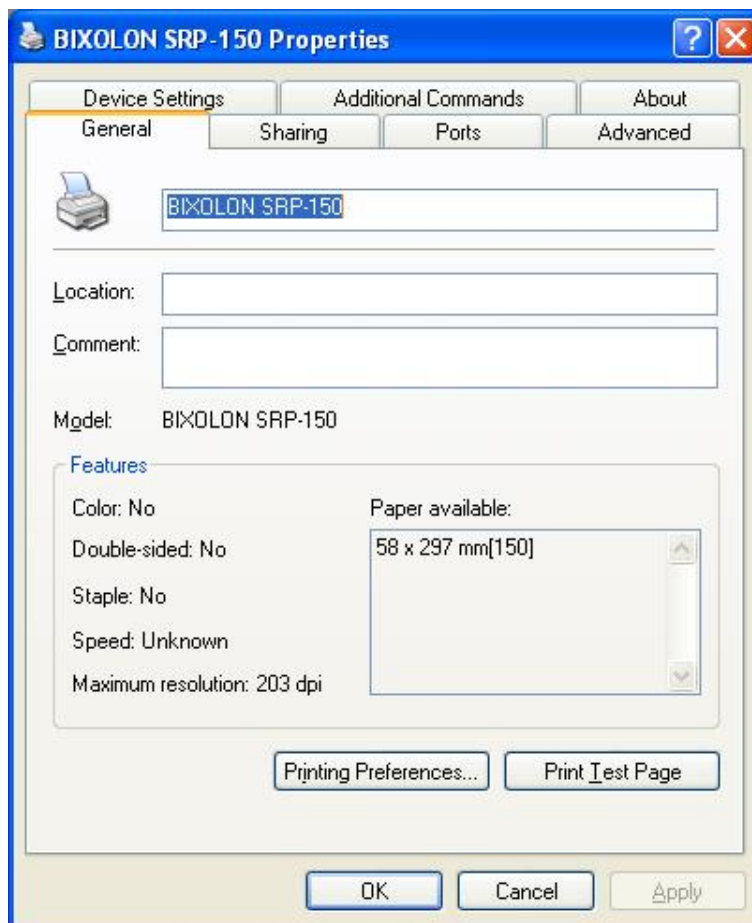 BIXOLON SRP-150 Properties
Device Settings Additional Commands About
General Sharing Ports Advanced
BIXOLON SRP-150
Location:
Comment:
Model: BIXOLON SRP-150
Features
Color: No Paper available:
Double-sided: No 58 x 297 mm[150]
Staple: No
Speed: Unknown
Maximum resolution: 203 dpi
Printing Preferences... Print Test Page
OK Cancel Apply